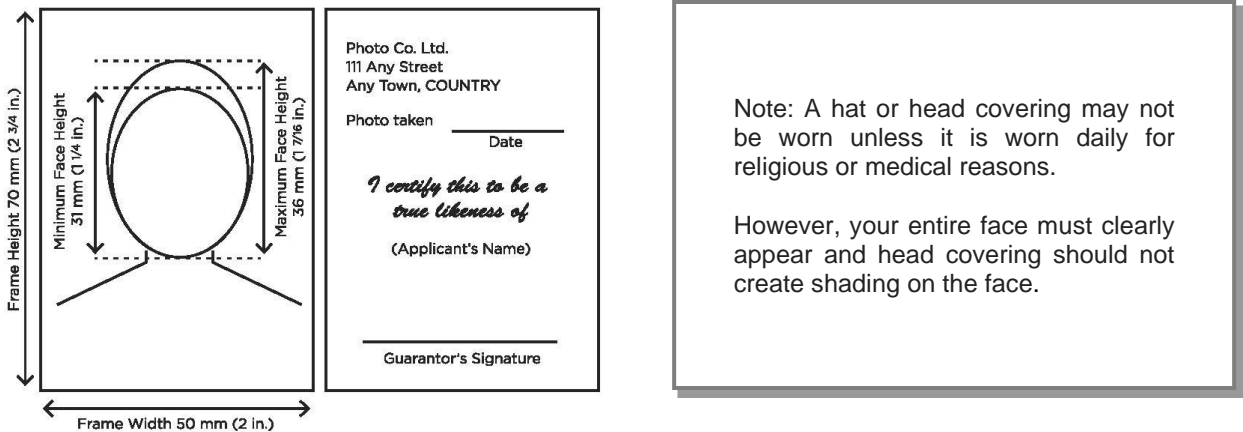 Frame Height 70 mm (2 3/4 in.)
Minimum Face Height
31 mm (1 1/4 in.)
Maximum Face Height
36 mm (1 7/16 in.)
Frame Width 50 mm (2 in.)
Photo Co. Ltd.
111 Any Street
Any Town, COUNTRY
Photo taken
Date
I certify this to be a
true likeness of
(Applicant's Name)
Guarantor's Signature
Note: A hat or head covering may not
be worn unless it is worn daily for
religious or medical reasons.
However, your entire face must clearly
appear and head covering should not
create shading on the face.